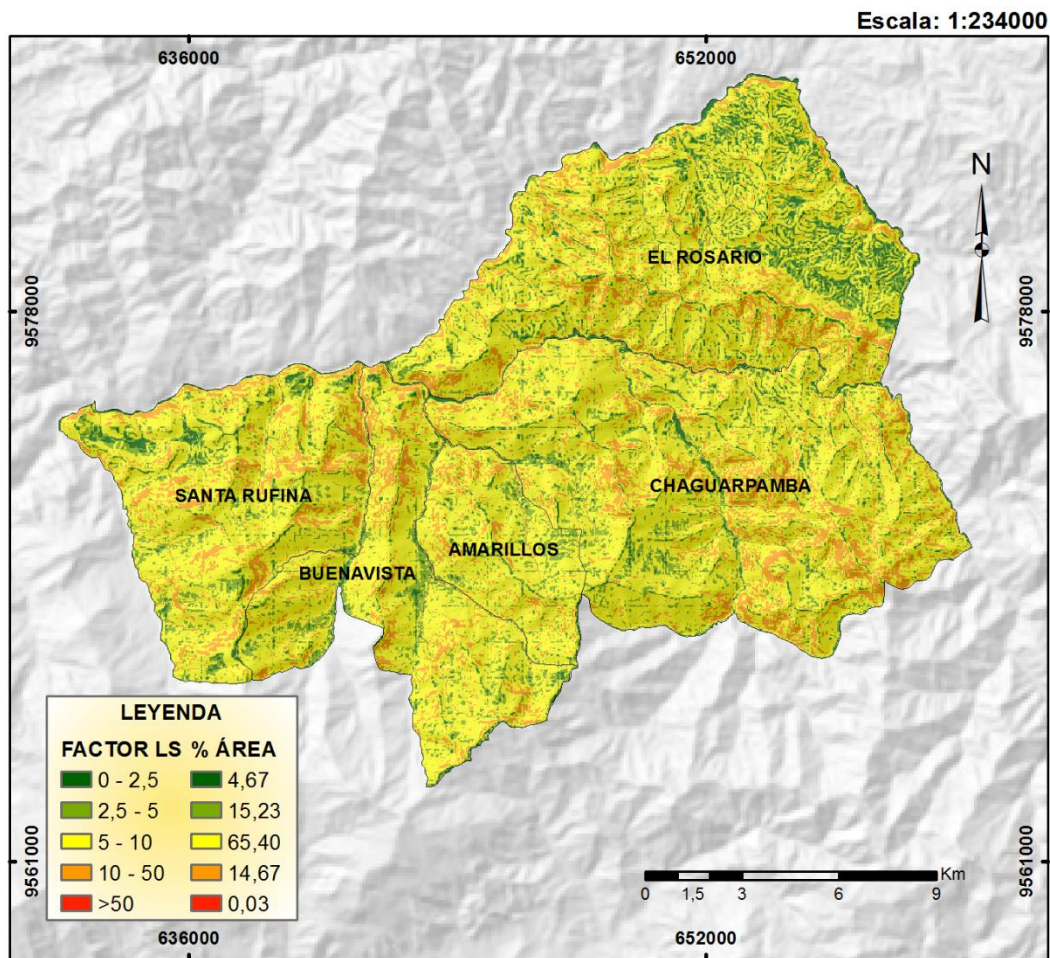 Escala: 1:234000
636000 652000
N
EL ROSARIO
9578000 9578000
SANTA RUFINA
CHAGUARPAMBA
AMARILLOS
BUENAVISTA
LEYENDA
FACTOR LS % ÁREA
0 - 2,5 4,67
2,5 - 5 15,23
5 - 10 65,40
10 - 50 14,67
>50 0,03
9561000 9561000
Km
0 1,5 3 6 9
636000 652000